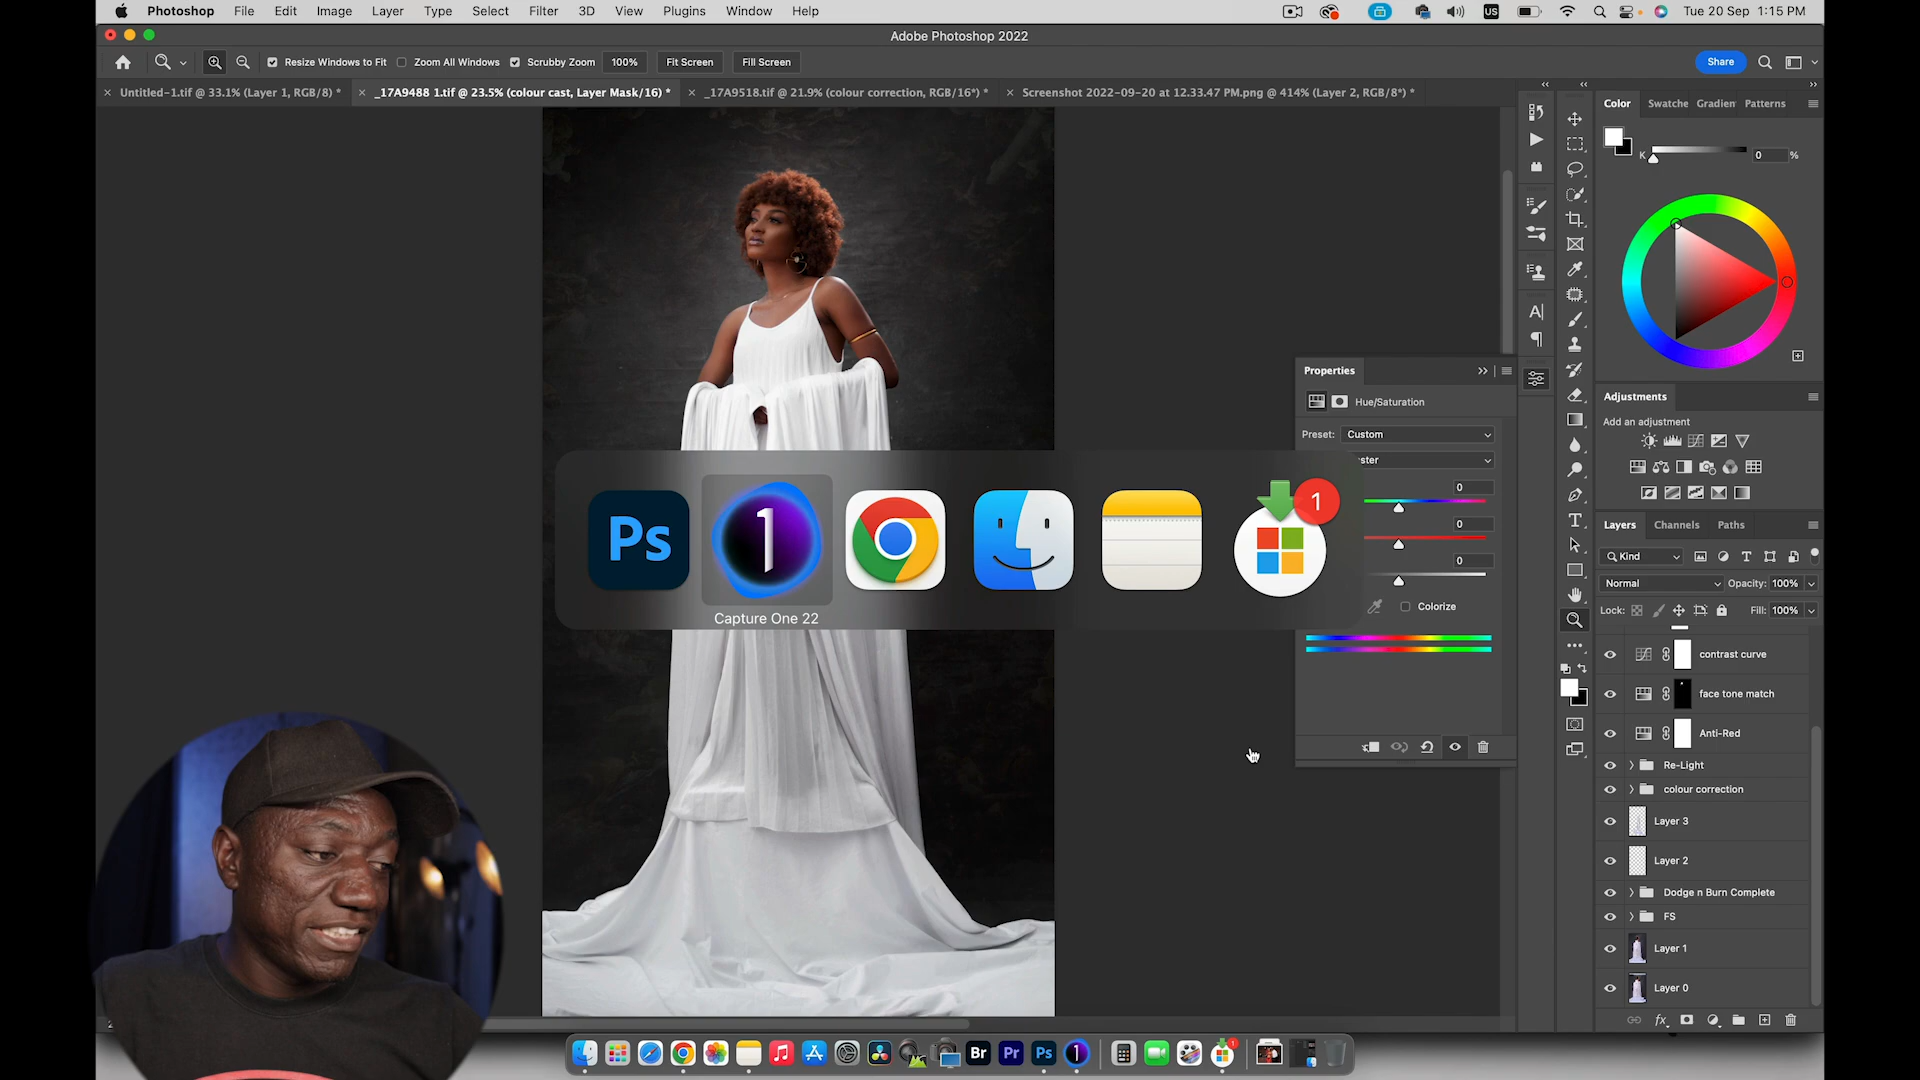 Photoshop File Edit Image Layer Type Select Filter 3D View Plugins Window Help US Tue 20 Sep 1:15 PM
Adobe Photoshop 2022
Resize Windows to Fit Zoom All Windows Scrubby Zoom 100% Fit Screen Fill Screen Share
Untitled-1.tif @ 33.1% (Layer 1, RGB/8) * _17A9488 1.tif @ 23.5% (colour cast, Layer Mask/16) * _17A9518.tif @ 21.9% (colour correction, RGB/16*) * Screenshot 2022-09-20 at 12.33.47 PM.png @ 414% (Layer 2, RGB/8*) *
Color Swatche Gradien Patterns
K 0 %
Properties
Hue/Saturation
Preset: Custom
ster
0
0
0
Colorize
Adjustments
Add an adjustment
Layers Channels Paths
Kind
Normal Opacity: 100%
Lock: Fill: 100%
contrast curve
face tone match
Anti-Red
Re-Light
colour correction
Layer 3
Layer 2
Dodge n Burn Complete
FS
Layer 1
Layer 0
fx
Ps 1 1
Capture One 22
Br Pr Ps 1 1